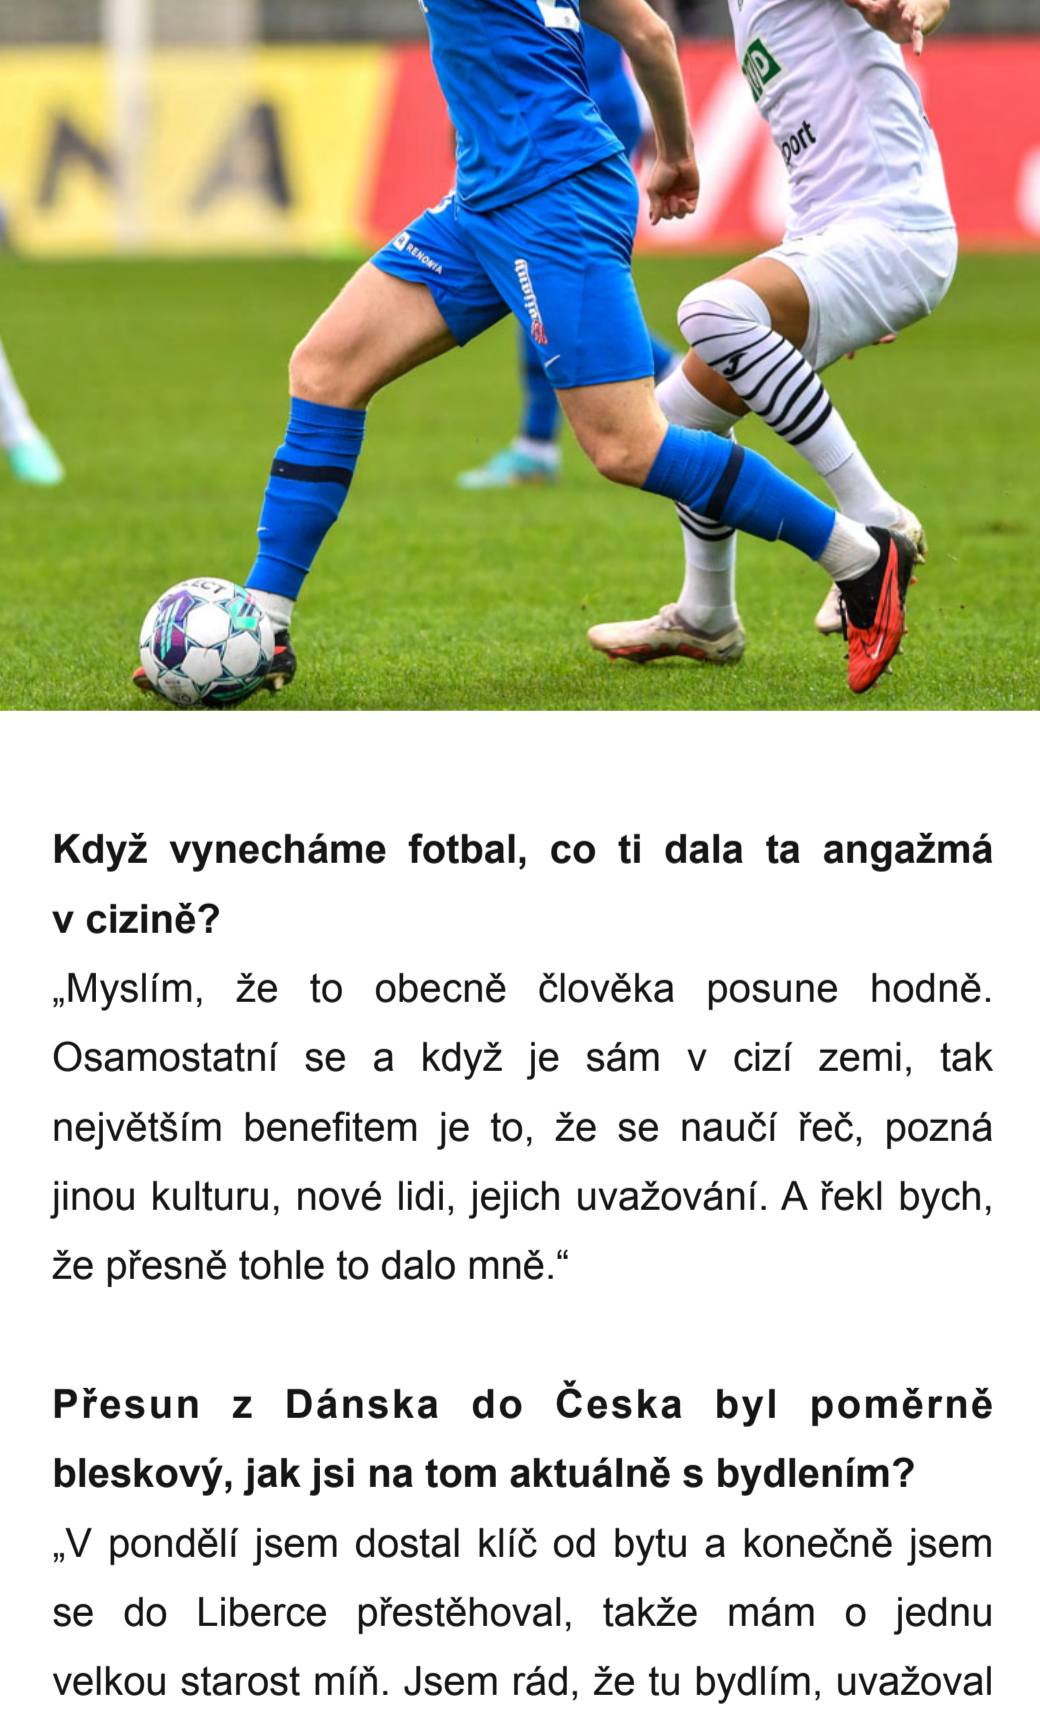 NA
RENOMIA
port
Když vynecháme fotbal, co ti dala ta angažmá
v cizině?
„Myslím, že to obecně člověka posune hodně.
Osamostatní se a když je sám v cizí zemi, tak
největším benefitem je to, že se naučí řeč, pozná
jinou kulturu, nové lidi, jejich uvažování. A řekl bych,
že přesně tohle to dalo mně.“
Přesun z Dánska do Česka byl poměrně
bleskový, jak jsi na tom aktuálně s bydlením?
„V pondělí jsem dostal klíč od bytu a konečně jsem
se do Liberce přestěhoval, takže mám o jednu
velkou starost míň. Jsem rád, že tu bydlím, uvažoval